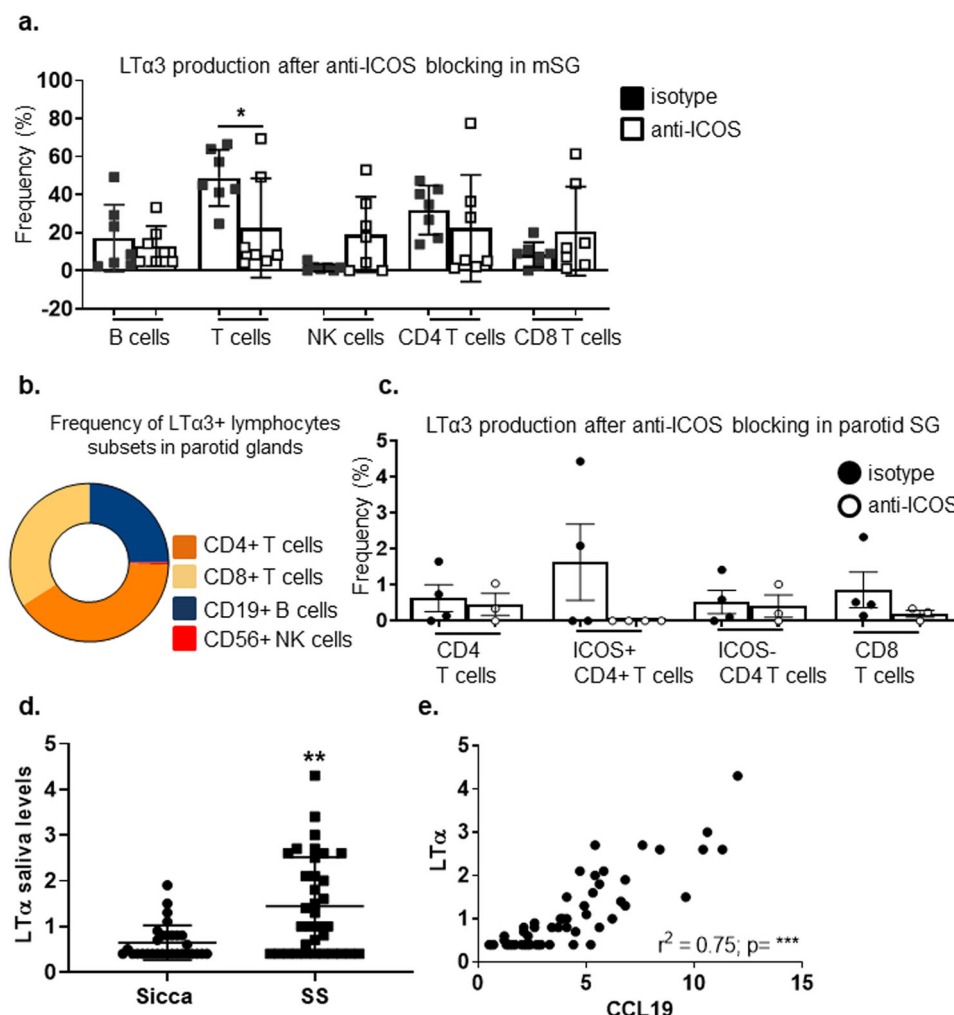 a.
LTα3 production after anti-ICOS blocking in mSG
100
80
60
40
20
0
-20
Frequency (%)
*
isotype
anti-ICOS
B cells
T cells
NK cells
CD4 T cells
CD8 T cells
b.
Frequency of LTα3+ lymphocytes
subsets in parotid glands
CD4+ T cells
CD8+ T cells
CD19+ B cells
CD56+ NK cells
c.
LTα3 production after anti-ICOS blocking in parotid SG
5
4
3
2
1
0
Frequency (%)
isotype
anti-ICOS
CD4
T cells
ICOS+
CD4+ T cells
ICOS-
CD4 T cells
CD8
T cells
d.
5
4
3
2
1
0
LTα saliva levels
**
Sicca
SS
e.
5
4
3
2
1
0
LTα
r² = 0.75; p= ***
0
5
10
15
CCL19